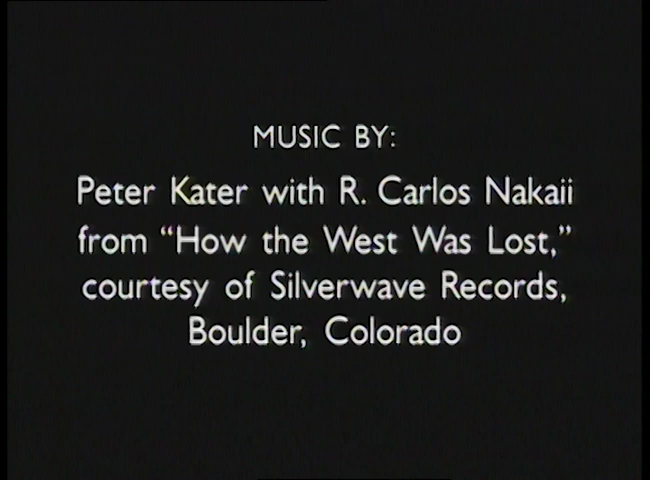 MUSIC BY:
Peter Kater with R. Carlos Nakaii
from “How the West Was Lost,”
courtesy of Silverwave Records,
Boulder, Colorado